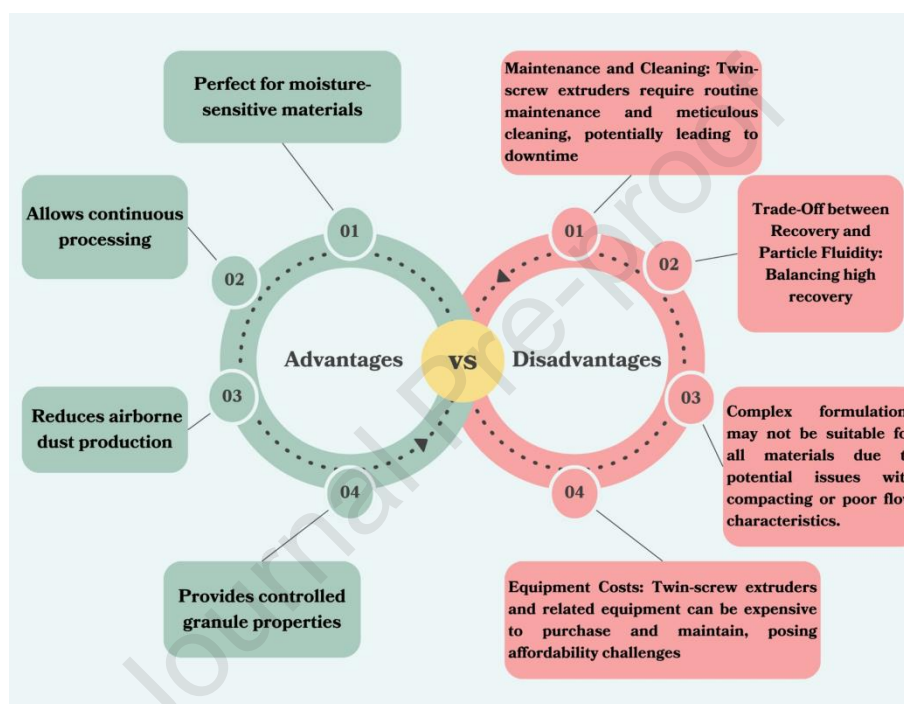 Perfect for moisture-
sensitive materials
Allows continuous
processing
Reduces airborne
dust production
Provides controlled
granule properties
01
02
03
04
Advantages
vs
Disadvantages
01
02
03
04
Maintenance and Cleaning: Twin-
screw extruders require routine
maintenance and meticulous
cleaning, potentially leading to
downtime
Trade-Off between
Recovery and
Particle Fluidity:
Balancing high
recovery
Complex formulation
may not be suitable fo
all materials due t
potential issues wit
compacting or poor flo
characteristics.
Equipment Costs: Twin-screw extruders
and related equipment can be expensive
to purchase and maintain, posing
affordability challenges
Journal Pre-proof